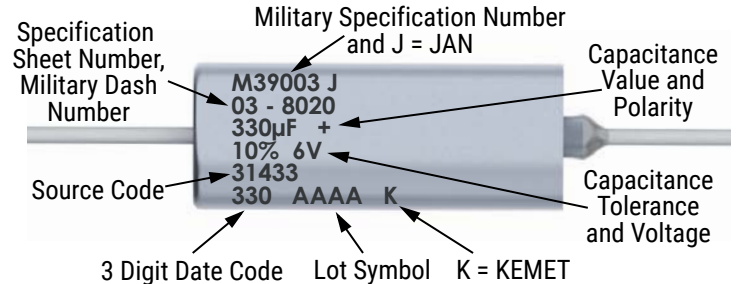 Military Specification Number
and J = JAN
Specification
Sheet Number,
Military Dash
Number
Capacitance
Value and
Polarity
M39003 J
03 - 8020
330µF +
10% 6V
31433
330 AAAA K
Source Code
Capacitance
Tolerance
and Voltage
3 Digit Date Code
Lot Symbol
K = KEMET